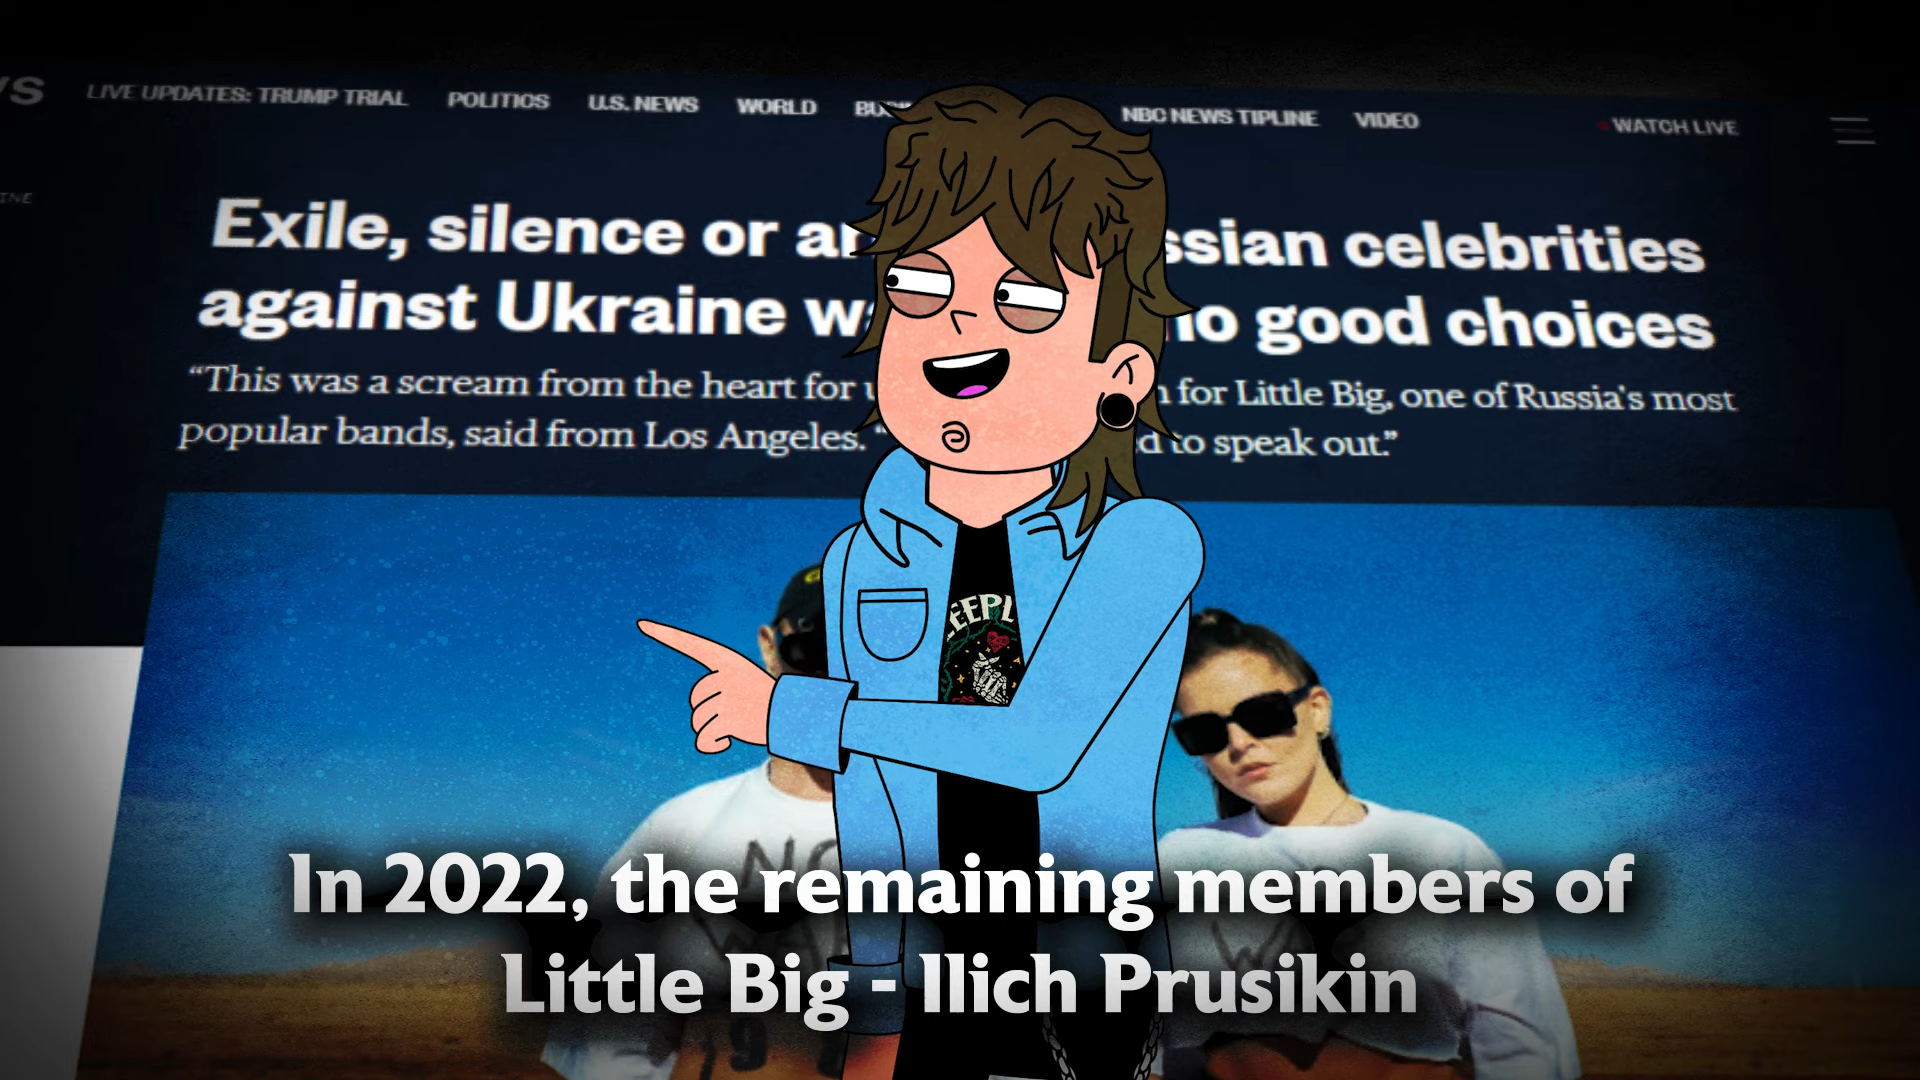 LIVE UPDATES: TRUMP TRIAL POLITICS U.S. NEWS WORLD NBC NEWS TIPLINE VIDEO WATCH LIVE
Exile, silence or celebrities
against Ukraine no good choices
“This was a scream from the heart for for Little Big, one of Russia's most
popular bands, said from Los Angeles. “ to speak out.”
NO
In 2022, the remaining members of
Little Big - Ilich Prusikin